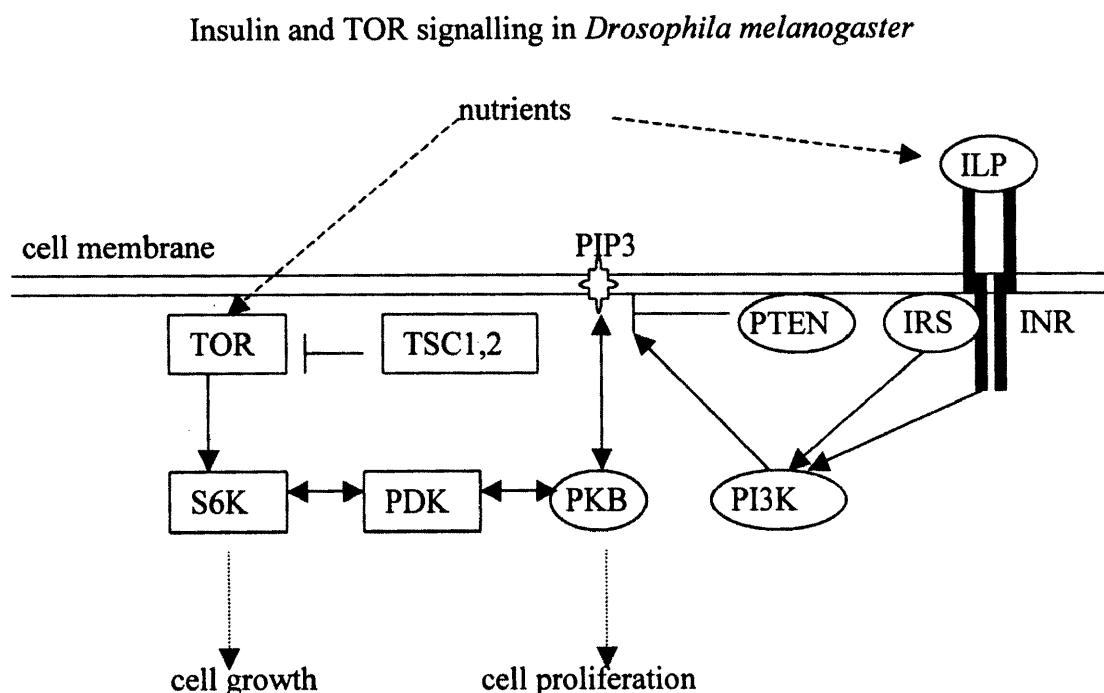 Insulin and TOR signalling in Drosophila melanogaster
nutrients
ILP
cell membrane
PIP3
TOR
TSC1,2
PTEN
IRS
INR
S6K
PDK
PKB
PI3K
cell growth
cell proliferation